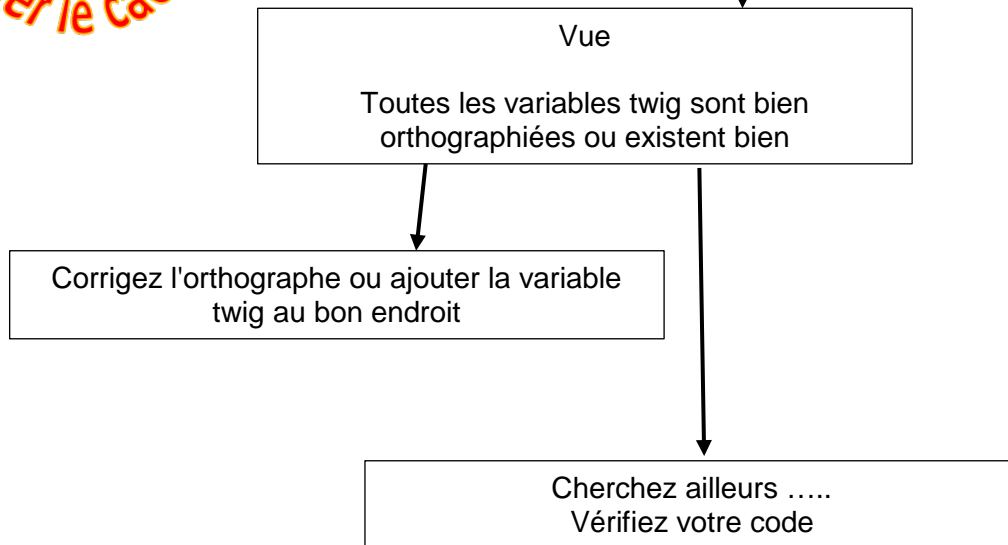 le
Vue
Toutes les variables twig sont bien
orthographiées ou existent bien
Corrigez l'orthographe ou ajouter la variable
twig au bon endroit
Cherchez ailleurs …..
Vérifiez votre code